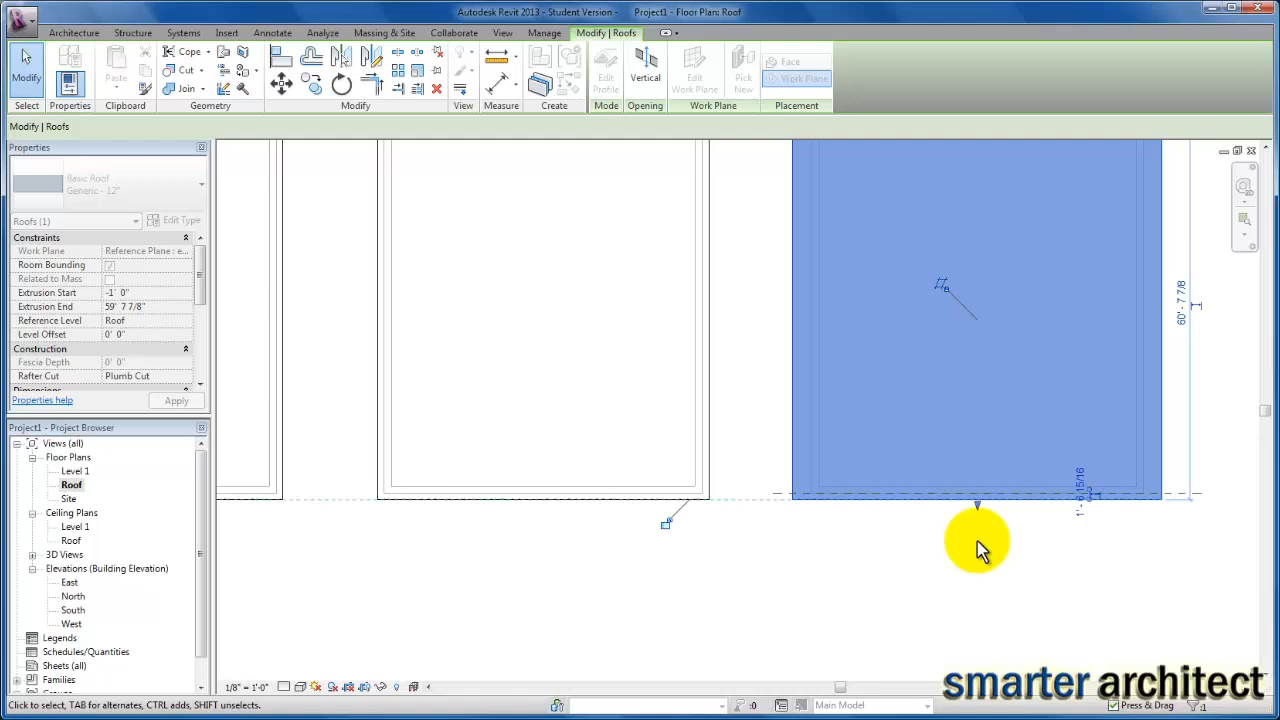 Autodesk Revit 2013 - Student Version - Project1 - Floor Plan: Roof
Architecture Structure Systems Insert Annotate Analyze Massing & Site Collaborate View Manage Modify | Roofs
Modify
Paste
Cope
Cut
Join
Edit Profile
Vertical
Edit Work Plane
Pick New
Face
Work Plane
Select Properties Clipboard Geometry Modify View Measure Create Mode Opening Work Plane Placement
Modify | Roofs
Properties
Basic Roof
Generic - 12"
Roofs (1) Edit Type
Constraints
Work Plane Reference Plane : e...
Room Bounding
Related to Mass
Extrusion Start -1' 0"
Extrusion End 59' 7 7/8"
Reference Level Roof
Level Offset 0' 0"
Construction
Fascia Depth 0' 0"
Rafter Cut Plumb Cut
Properties help Apply
Project1 - Project Browser
Views (all)
Floor Plans
Level 1
Roof
Site
Ceiling Plans
Level 1
Roof
3D Views
Elevations (Building Elevation)
East
North
South
West
Legends
Schedules/Quantities
Sheets (all)
Families
60' - 7 7/8
1' - 6 15/16
1/8" = 1'-0"
smarter architect
Click to select, TAB for alternates, CTRL adds, SHIFT unselects. :0 Main Model Press & Drag :1